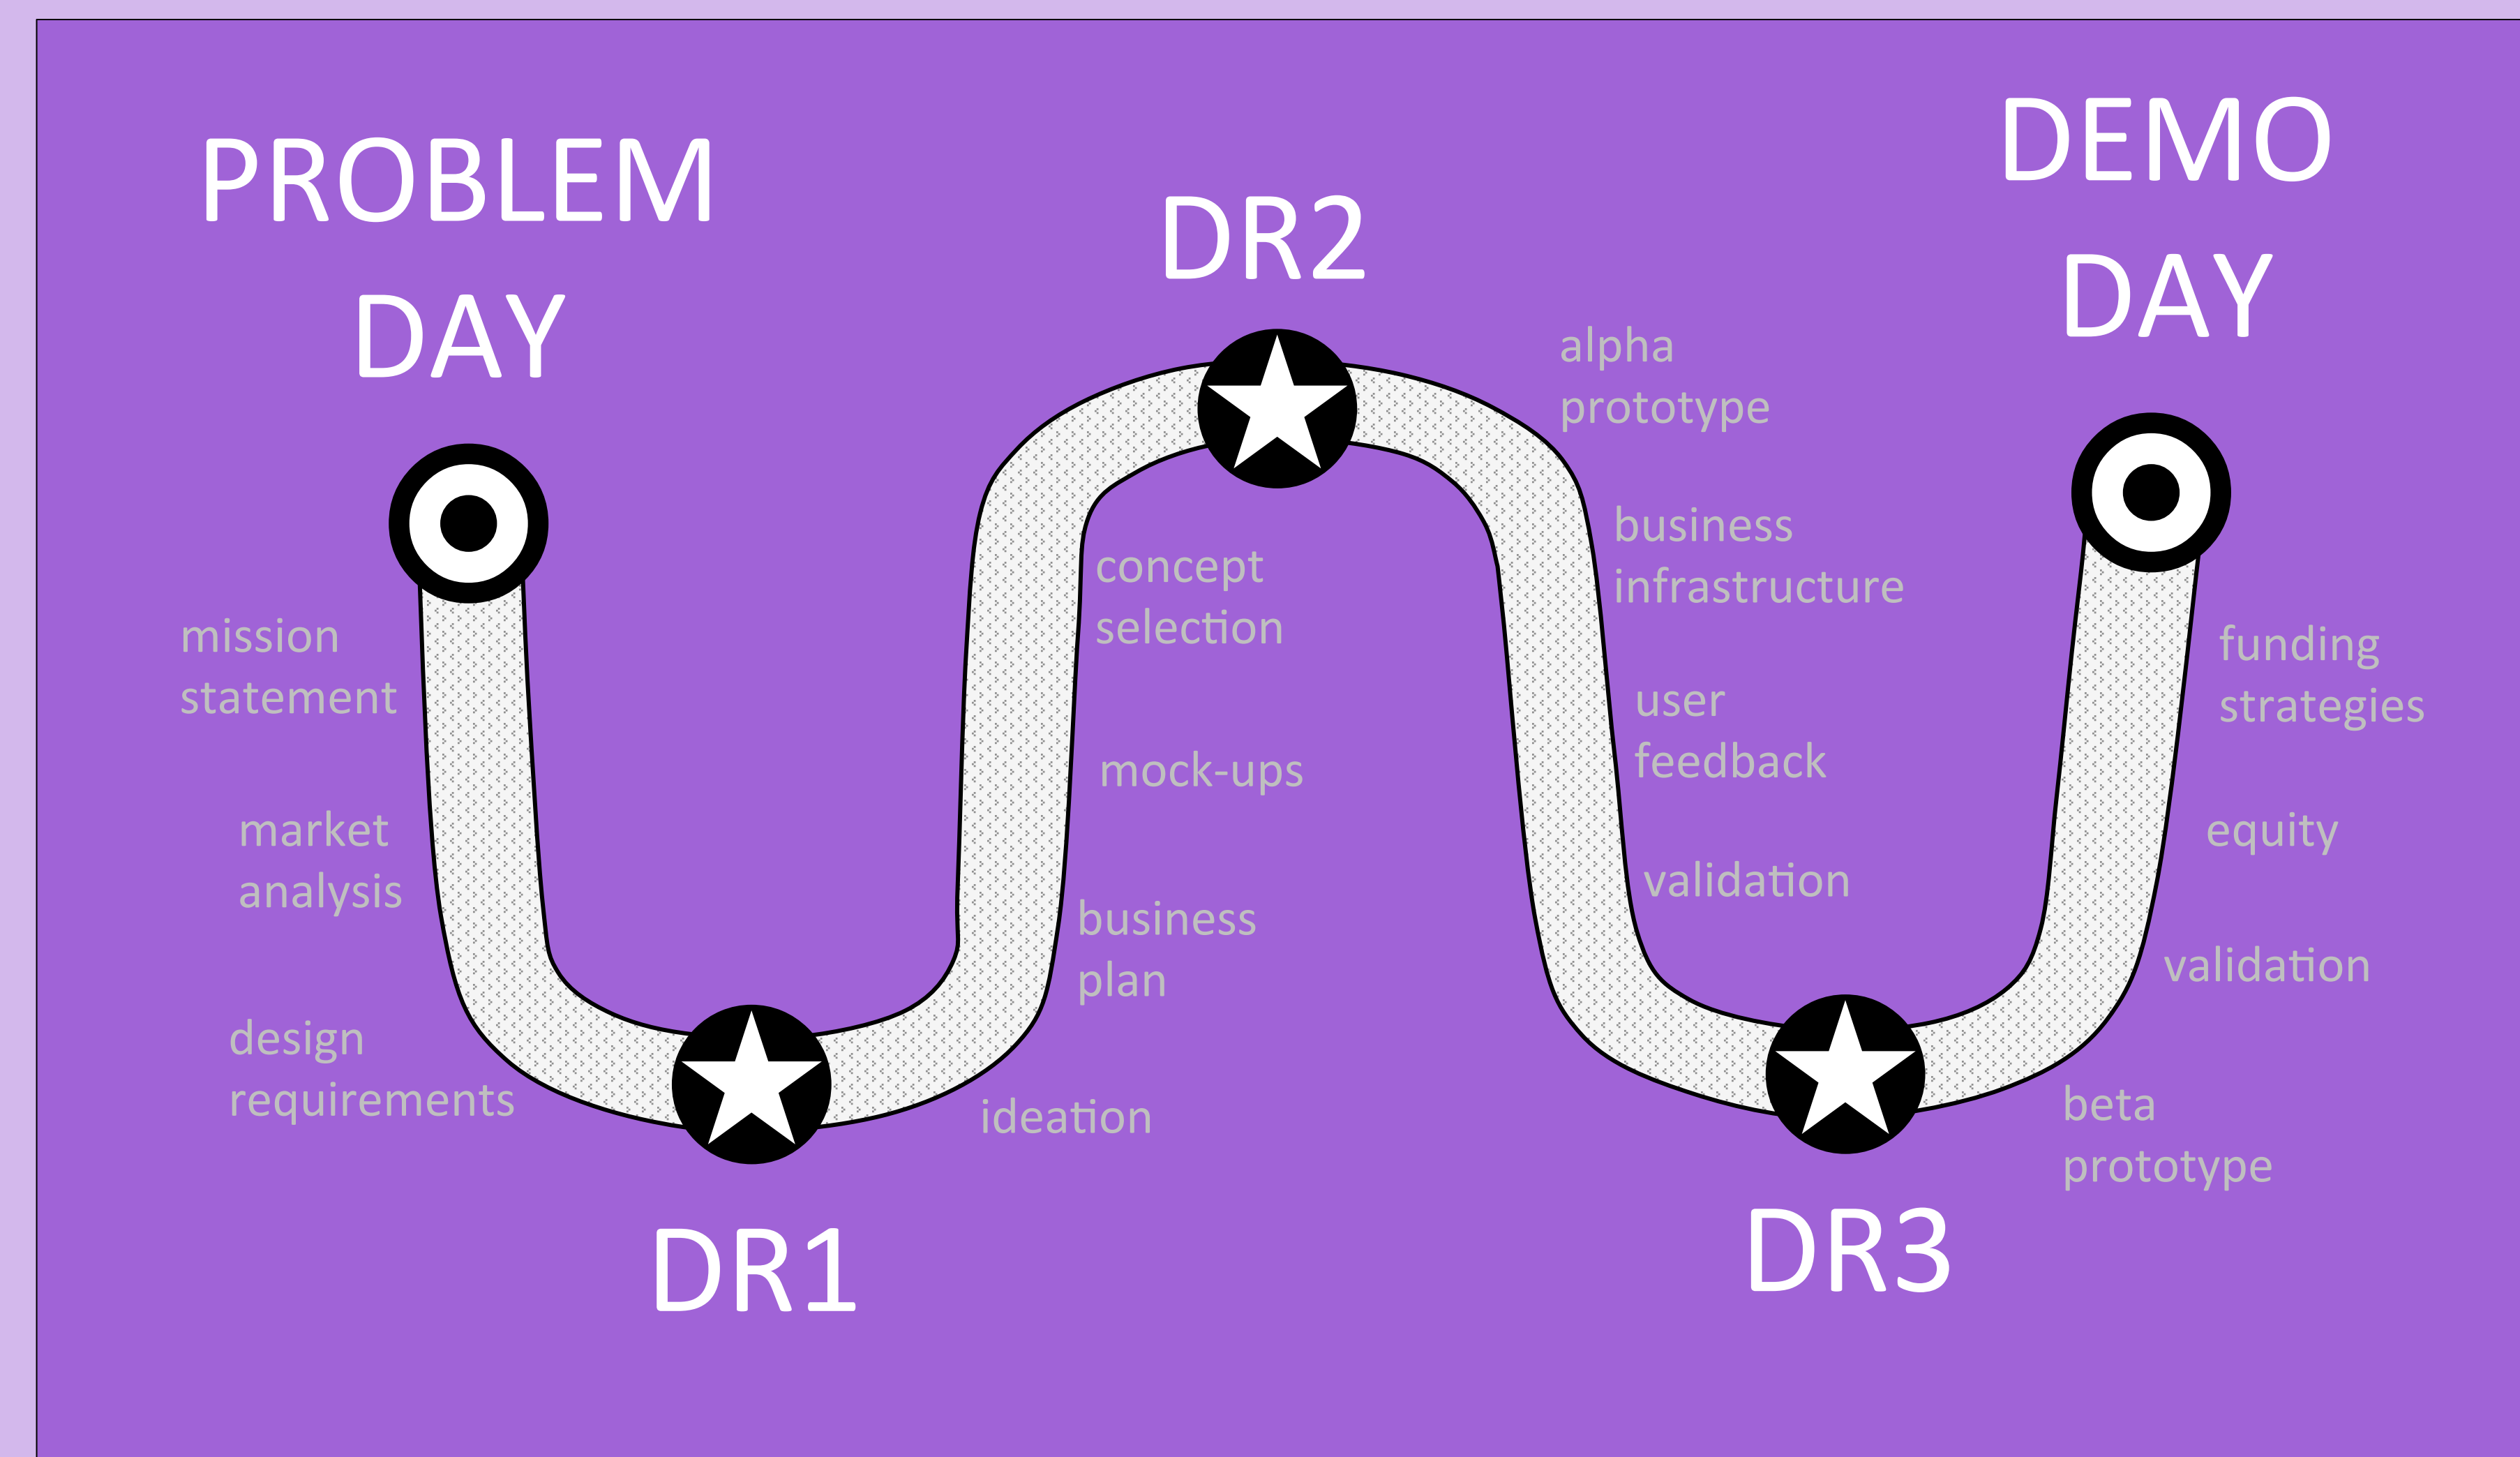 PROBLEM
DAY
mission
statement
market
analysis
design
requirements
DR1
ideation
business
plan
mock-ups
concept
selection
DR2
alpha
prototype
business
infrastructure
user
feedback
validation
DR3
beta
prototype
validation
equity
funding
strategies
DEMO
DAY